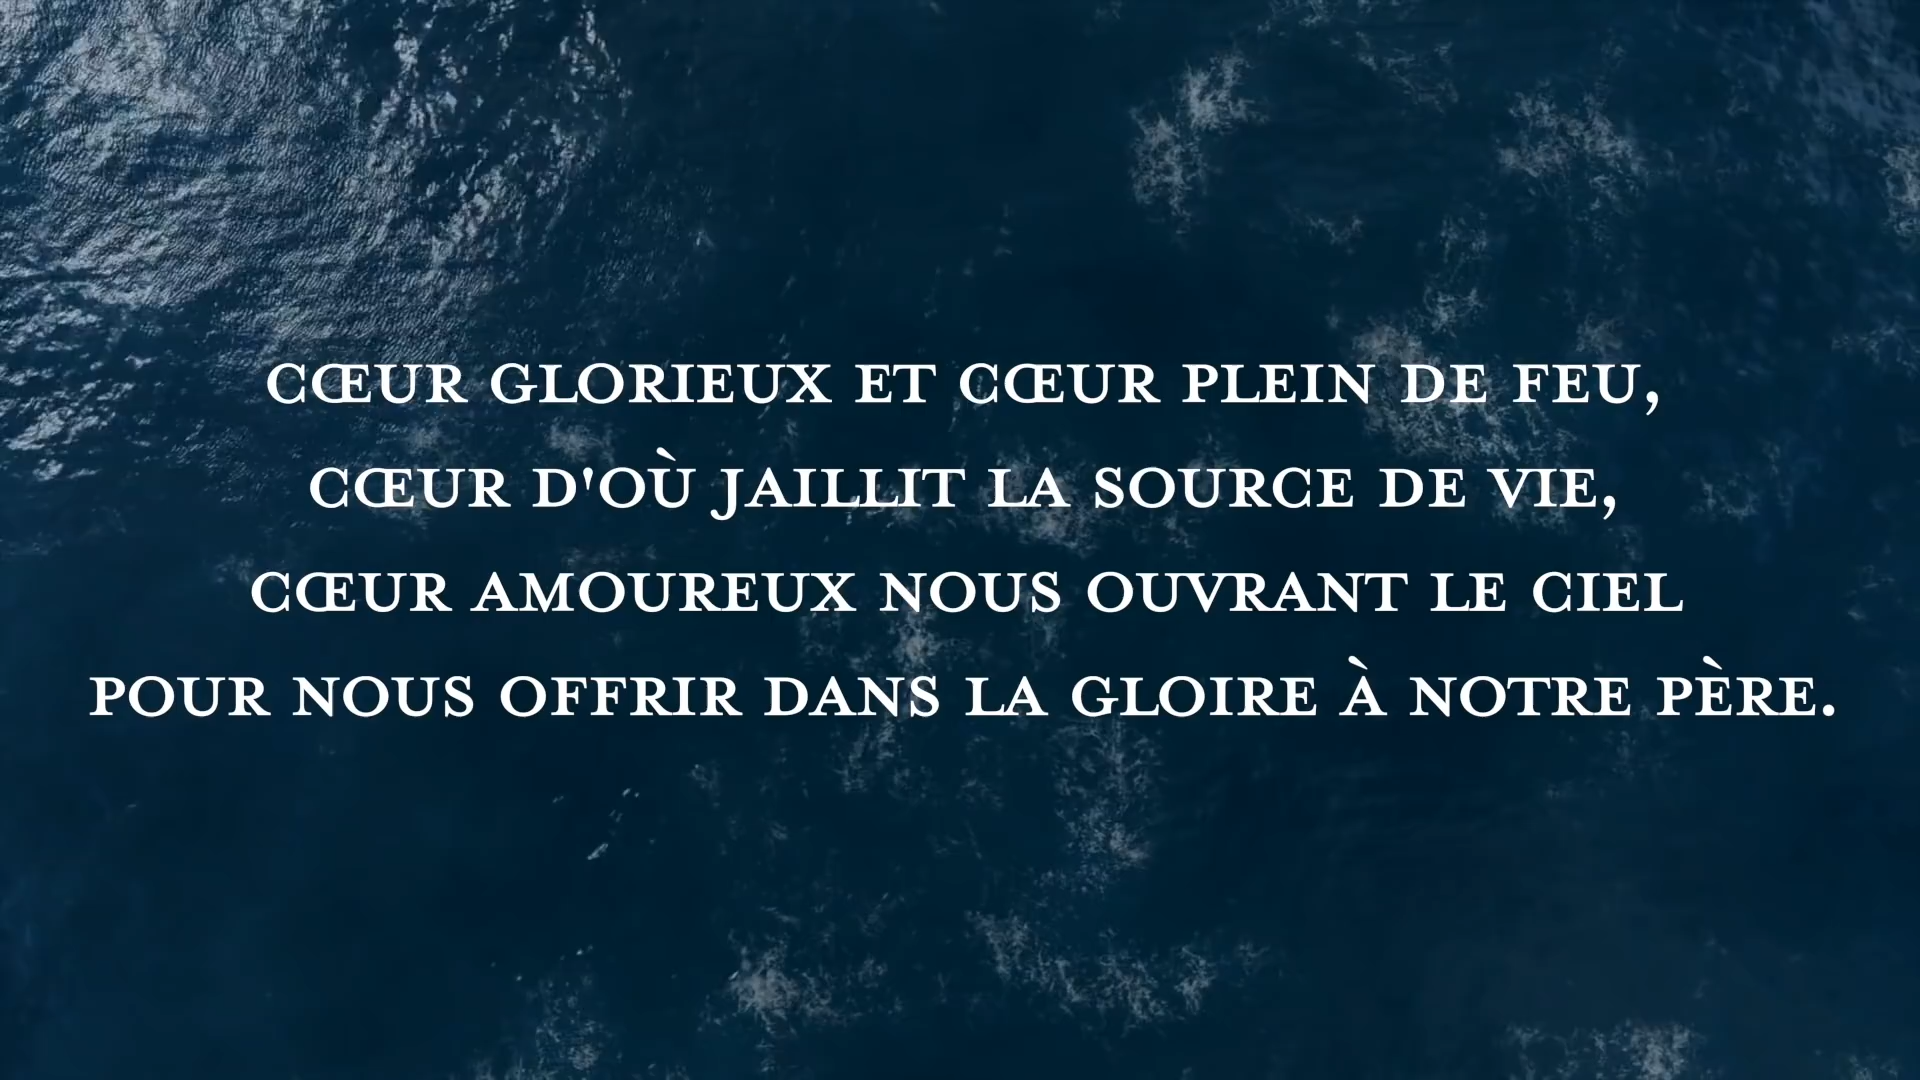 CŒUR GLORIEUX ET CŒUR PLEIN DE FEU,
CŒUR D'OÙ JAILLIT LA SOURCE DE VIE,
CŒUR AMOUREUX NOUS OUVRANT LE CIEL
POUR NOUS OFFRIR DANS LA GLOIRE À NOTRE PÈRE.